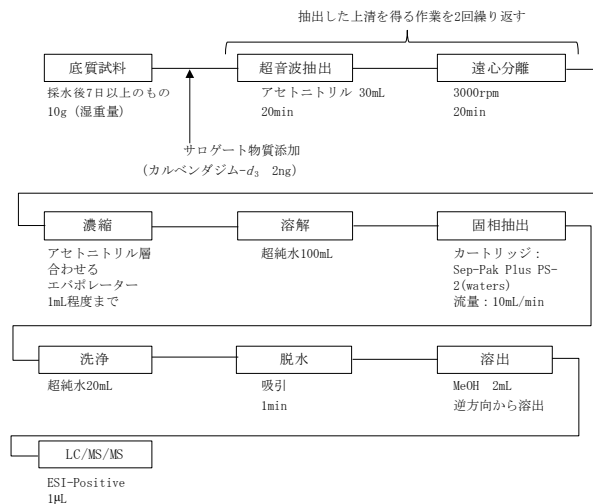 抽出した上清を得る作業を2回繰り返す
底質試料
超音波抽出
遠心分離
採水後7日以上のもの
10g (湿重量)
アセトニトリル 30mL
20min
3000rpm
20min
サロゲート物質添加
(カルベンダジム-d₃ 2ng)
濃縮
溶解
固相抽出
アセトニトリル層
合わせる
エバポレーター
1mL程度まで
超純水100mL
カートリッジ：
Sep-Pak Plus PS-
2(waters)
流量：10mL/min
洗浄
脱水
溶出
超純水20mL
吸引
1min
MeOH 2mL
逆方向から溶出
LC/MS/MS
ESI-Positive
1μL